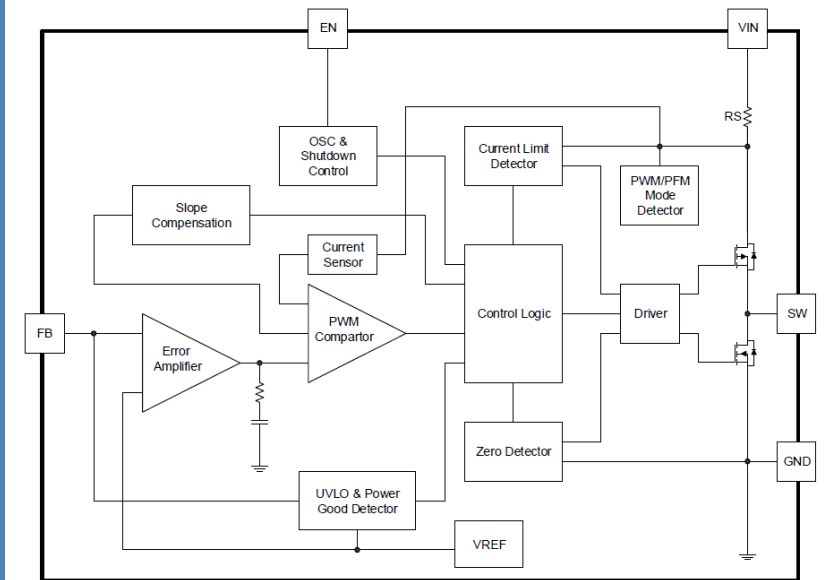 EN
VIN
RS
OSC &
Shutdown
Control
Current Limit
Detector
PWM/PFM
Mode
Detector
Slope
Compensation
Current
Sensor
FB
Error
Amplifier
PWM
Compartor
Control Logic
Driver
SW
Zero Detector
GND
UVLO & Power
Good Detector
VREF